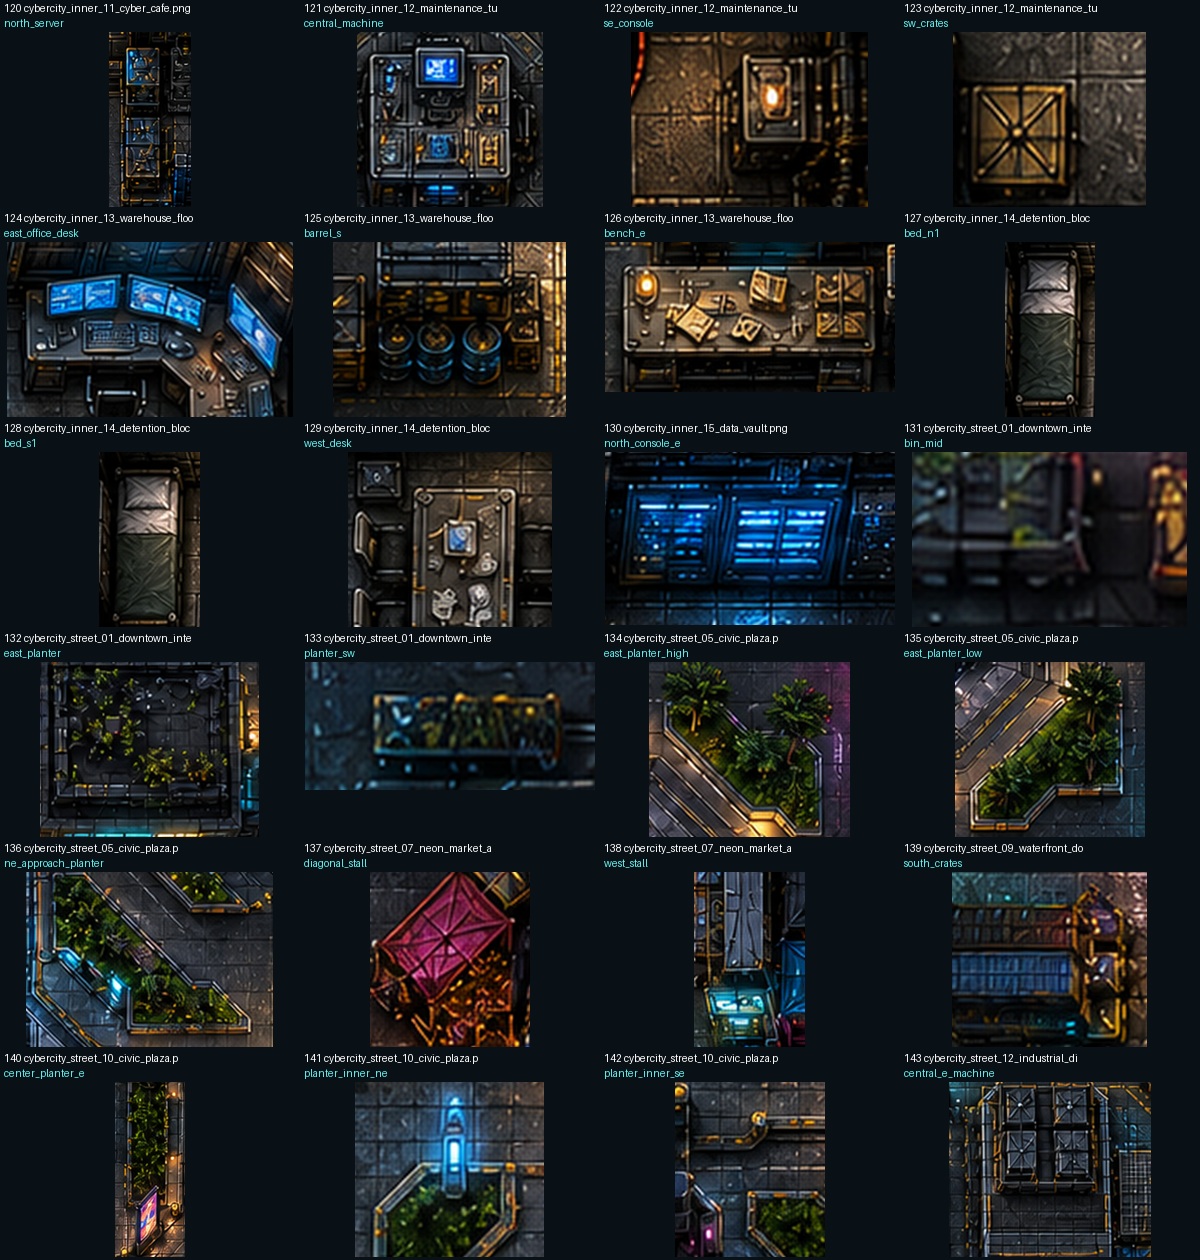 120 cybercity_inner_11_cyber_cafe.png
north_server
121 cybercity_inner_12_maintenance_tu
central_machine
122 cybercity_inner_12_maintenance_tu
se_console
123 cybercity_inner_12_maintenance_tu
sw_crates
124 cybercity_inner_13_warehouse_floo
east_office_desk
125 cybercity_inner_13_warehouse_floo
barrel_s
126 cybercity_inner_13_warehouse_floo
bench_e
127 cybercity_inner_14_detention_bloc
bed_n1
128 cybercity_inner_14_detention_bloc
bed_s1
129 cybercity_inner_14_detention_bloc
west_desk
130 cybercity_inner_15_data_vault.png
north_console_e
131 cybercity_street_01_downtown_inte
bin_mid
132 cybercity_street_01_downtown_inte
east_planter
133 cybercity_street_01_downtown_inte
planter_sw
134 cybercity_street_05_civic_plaza.p
east_planter_high
135 cybercity_street_05_civic_plaza.p
east_planter_low
136 cybercity_street_05_civic_plaza.p
ne_approach_planter
137 cybercity_street_07_neon_market_a
diagonal_stall
138 cybercity_street_07_neon_market_a
west_stall
139 cybercity_street_09_waterfront_do
south_crates
140 cybercity_street_10_civic_plaza.p
center_planter_e
141 cybercity_street_10_civic_plaza.p
planter_inner_ne
142 cybercity_street_10_civic_plaza.p
planter_inner_se
143 cybercity_street_12_industrial_di
central_e_machine